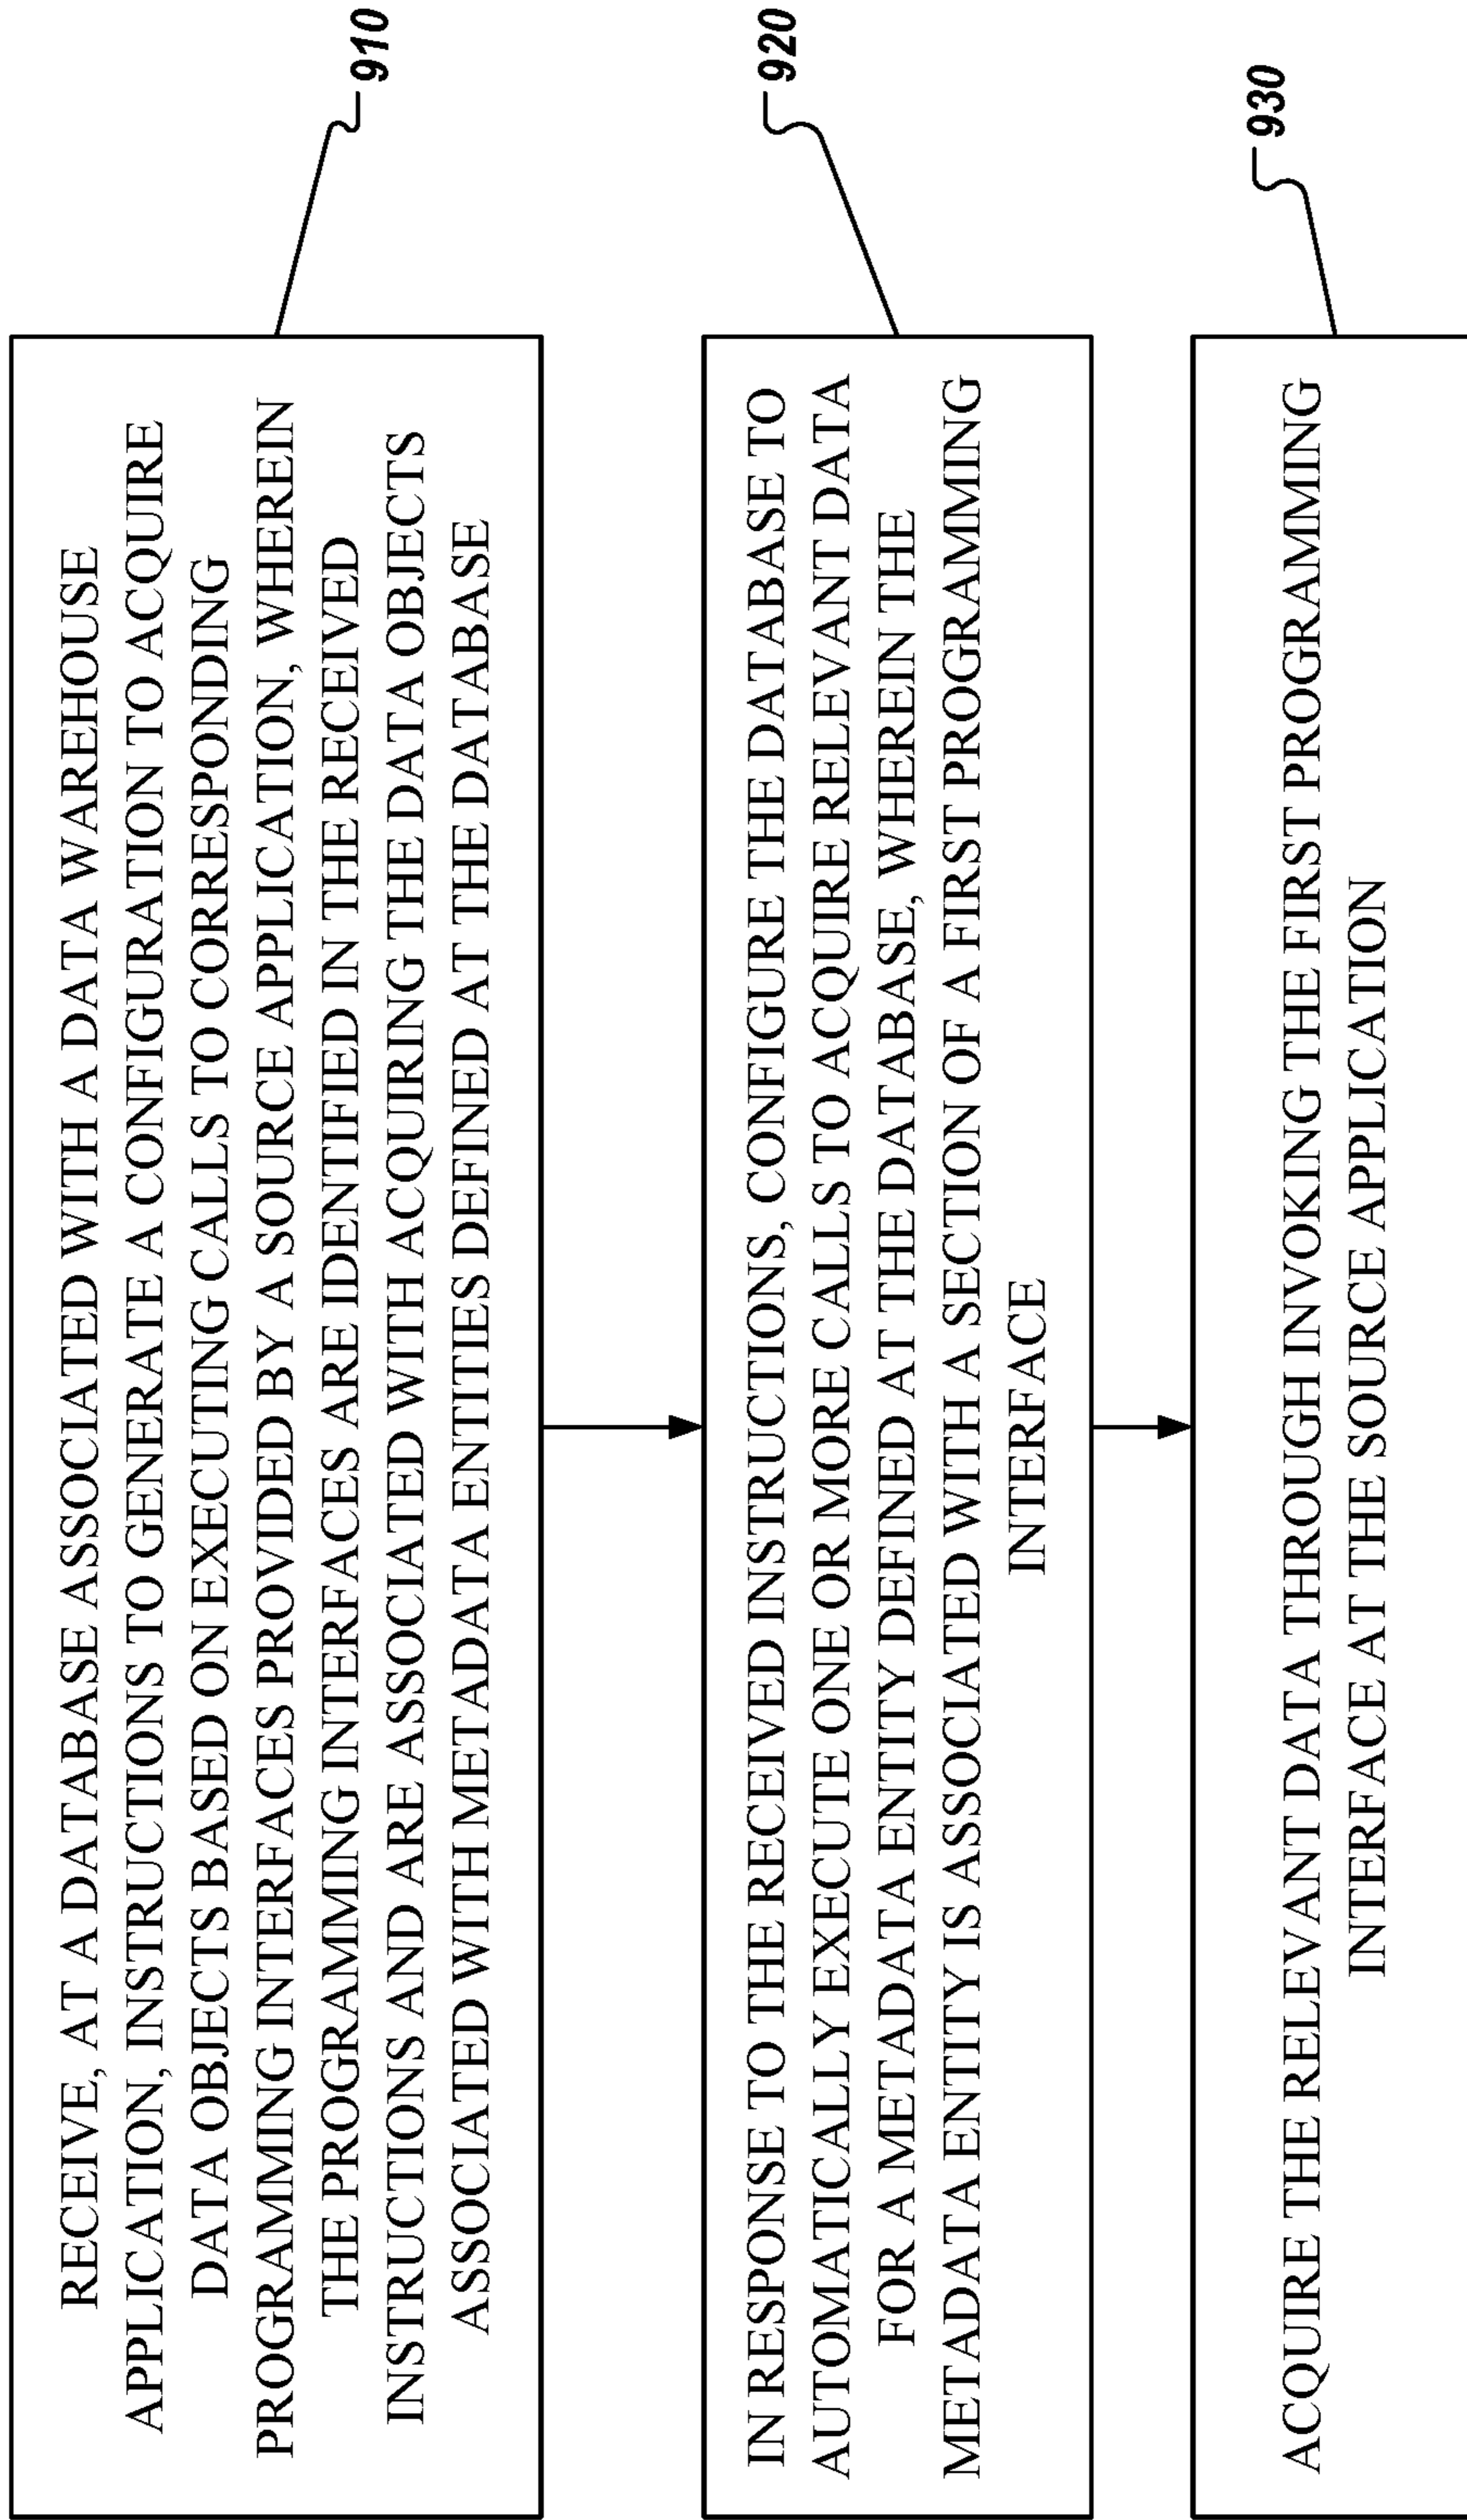 RECEIVE, AT A DATABASE ASSOCIATED WITH A DATA WAREHOUSE
APPLICATION, INSTRUCTIONS TO GENERATE A CONFIGURATION TO ACQUIRE
DATA OBJECTS BASED ON EXECUTING CALLS TO CORRESPONDING
PROGRAMMING INTERFACES PROVIDED BY A SOURCE APPLICATION, WHEREIN
THE PROGRAMMING INTERFACES ARE IDENTIFIED IN THE RECEIVED
INSTRUCTIONS AND ARE ASSOCIATED WITH ACQUIRING THE DATA OBJECTS
ASSOCIATED WITH METADATA ENTITIES DEFINED AT THE DATABASE
910
IN RESPONSE TO THE RECEIVED INSTRUCTIONS, CONFIGURE THE DATABASE TO
AUTOMATICALLY EXECUTE ONE OR MORE CALLS TO ACQUIRE RELEVANT DATA
FOR A METADATA ENTITY DEFINED AT THE DATABASE, WHEREIN THE
METADATA ENTITY IS ASSOCIATED WITH A SECTION OF A FIRST PROGRAMMING
INTERFACE
920
ACQUIRE THE RELEVANT DATA THROUGH INVOKING THE FIRST PROGRAMMING
INTERFACE AT THE SOURCE APPLICATION
930